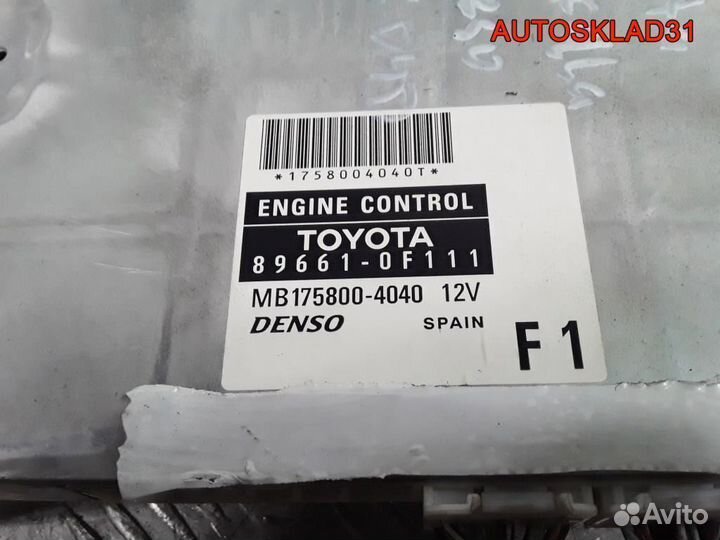 AUTOSKLAD31
*1758004040T*
ENGINE CONTROL
TOYOTA
89661-0F111
MB175800-4040 12V
DENSO SPAIN
F1
Avito